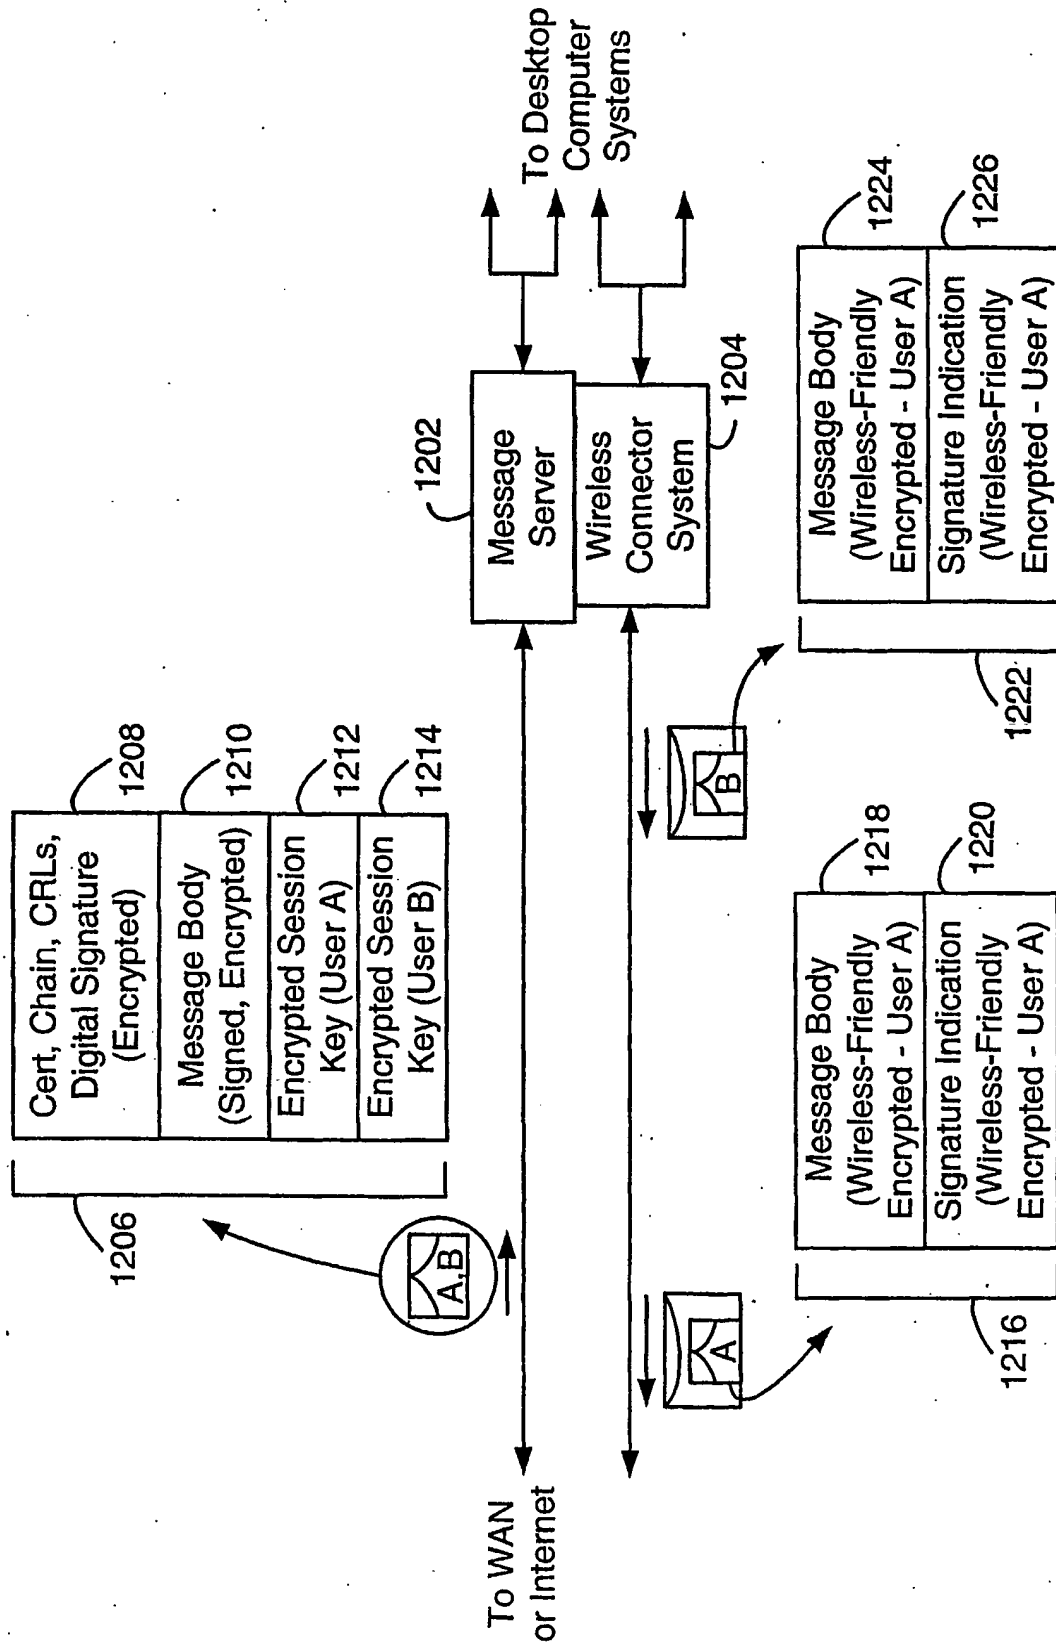 Cert, Chain, CRLs,
Digital Signature
(Encrypted)
1208
Message Body
(Signed, Encrypted)
1210
Encrypted Session
Key (User A)
1212
Encrypted Session
Key (User B)
1214
1206
A,B
To WAN
or Internet
1202
Message
Server
Wireless
Connector
System
1204
To Desktop
Computer
Systems
A
B
Message Body
(Wireless-Friendly
Encrypted - User A)
1218
Signature Indication
(Wireless-Friendly
Encrypted - User A)
1220
1216
Message Body
(Wireless-Friendly
Encrypted - User A)
1224
Signature Indication
(Wireless-Friendly
Encrypted - User A)
1226
1222